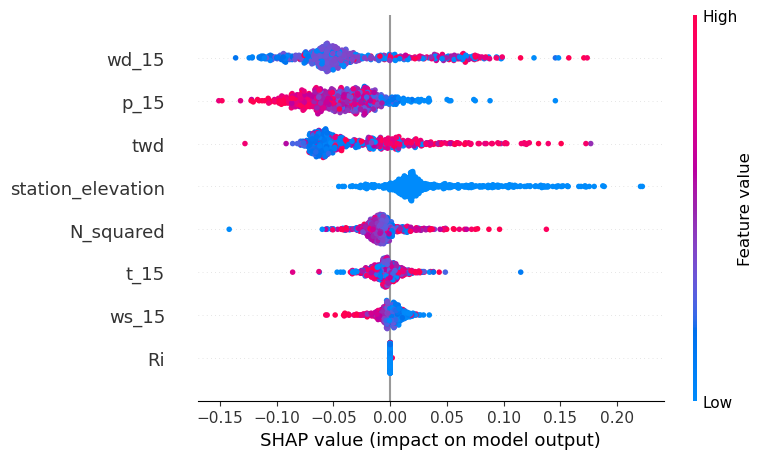 High
wd_15
p_15
twd
station_elevation
N_squared
t_15
ws_15
Ri
Feature value
Low
−0.15 −0.10 −0.05 0.00 0.05 0.10 0.15 0.20
SHAP value (impact on model output)